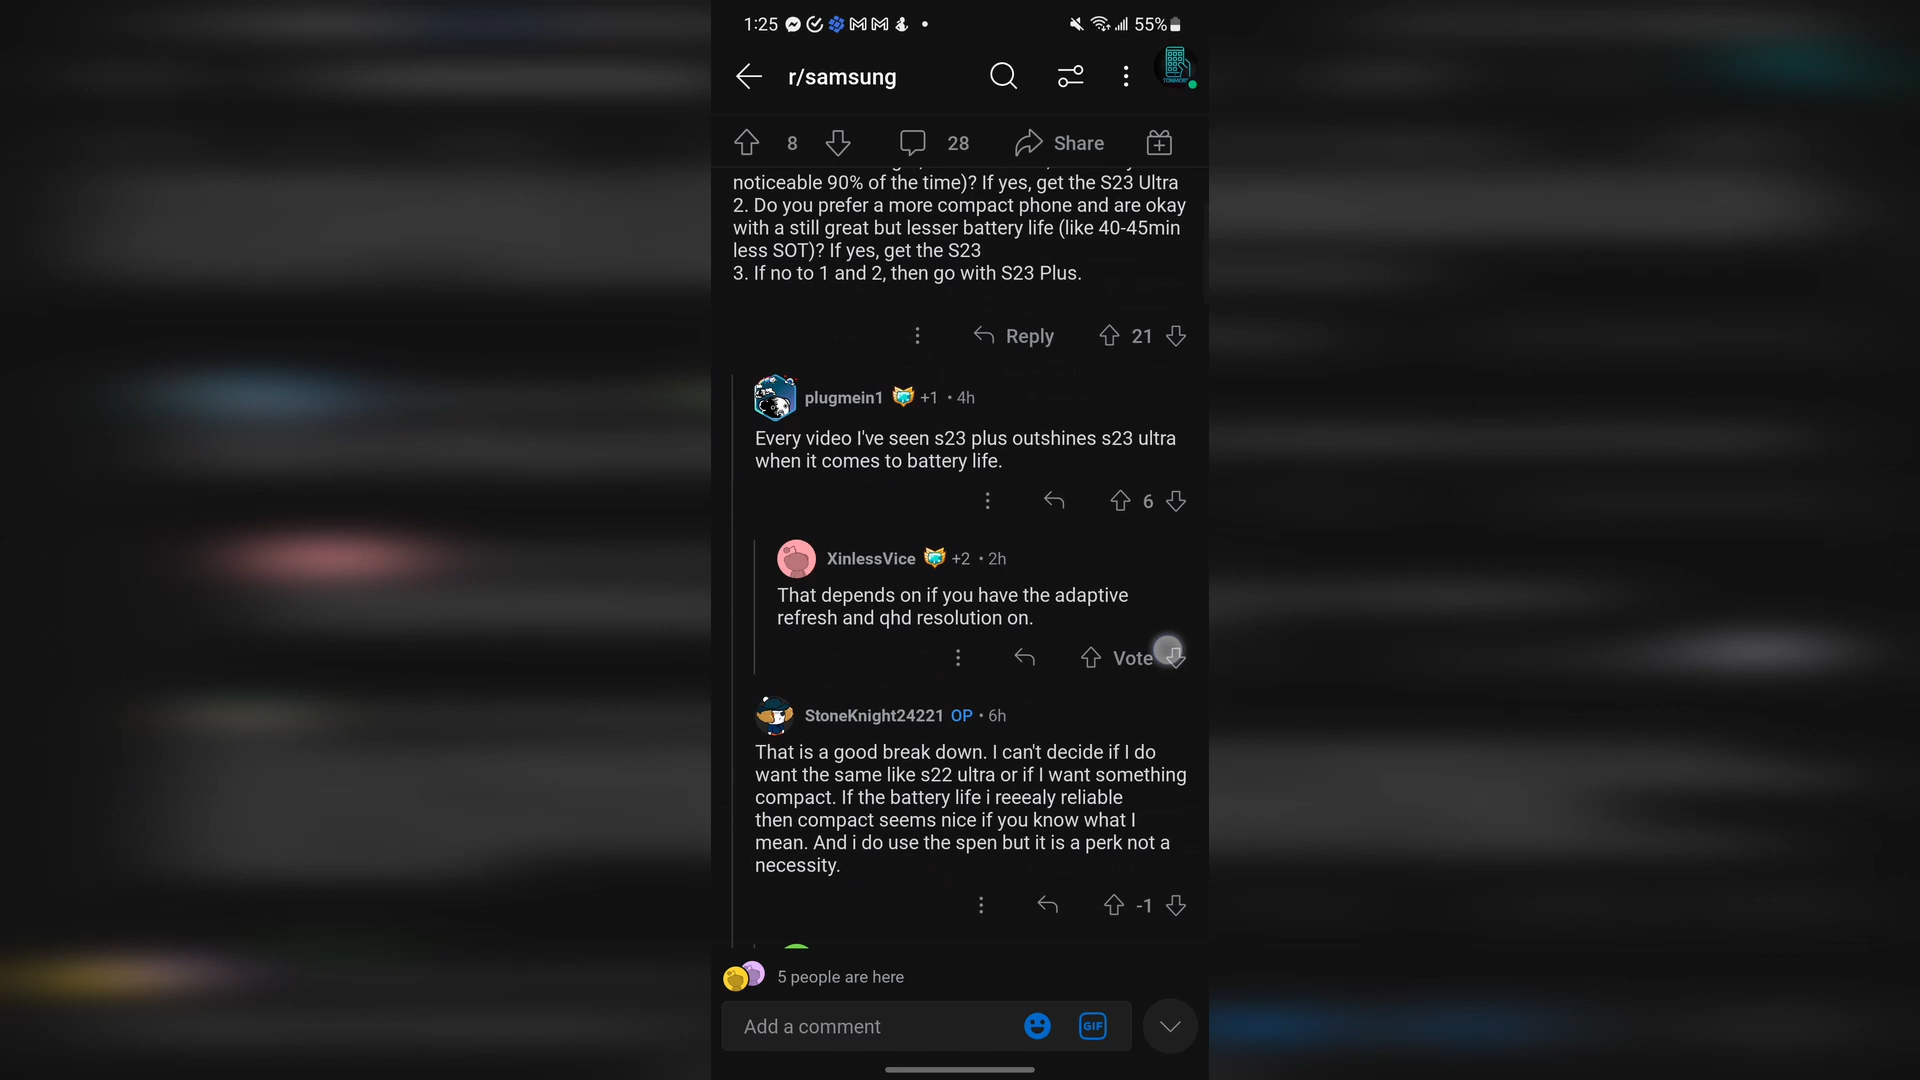 1:25 55%
r/samsung
TONMOBY
8 28 Share
noticeable 90% of the time)? If yes, get the S23 Ultra
2. Do you prefer a more compact phone and are okay
with a still great but lesser battery life (like 40-45min
less SOT)? If yes, get the S23
3. If no to 1 and 2, then go with S23 Plus.
Reply 21
plugmein1 +1 • 4h
Every video I've seen s23 plus outshines s23 ultra
when it comes to battery life.
6
XinlessVice +2 • 2h
That depends on if you have the adaptive
refresh and qhd resolution on.
Vote
StoneKnight24221 OP • 6h
That is a good break down. I can't decide if I do
want the same like s22 ultra or if I want something
compact. If the battery life i reeealy reliable
then compact seems nice if you know what I
mean. And i do use the spen but it is a perk not a
necessity.
-1
5 people are here
Add a comment GIF